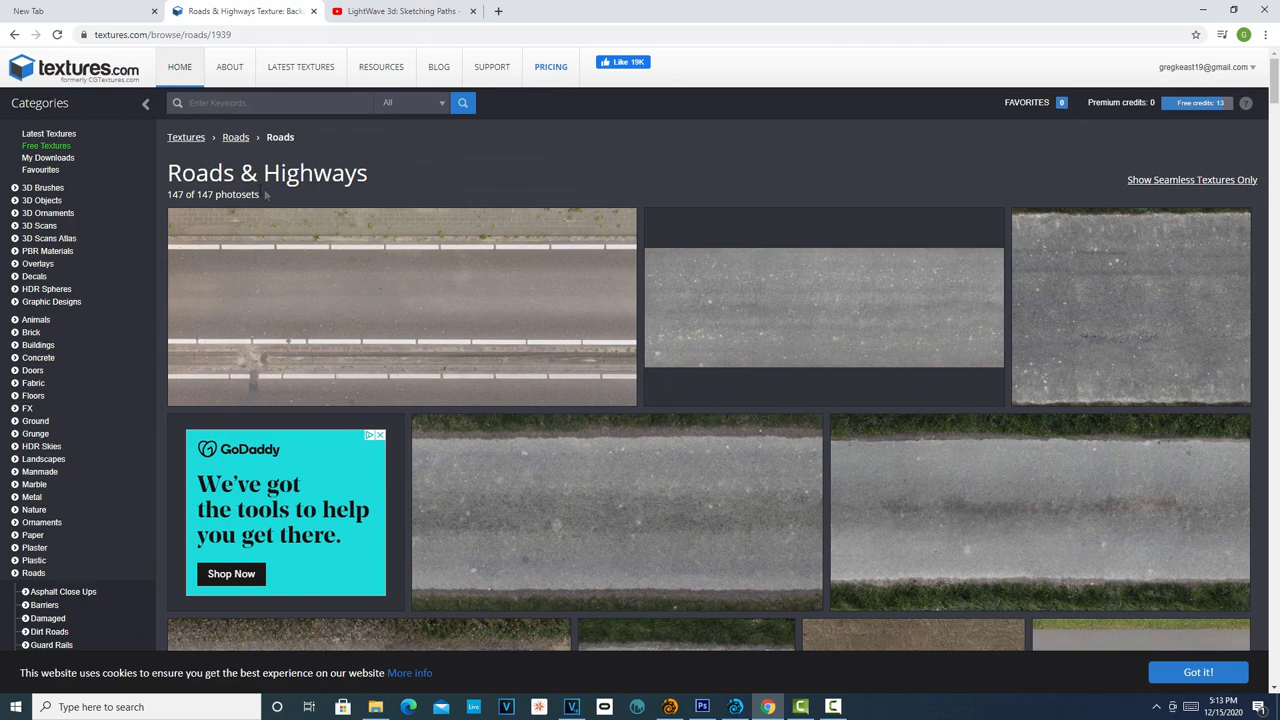 New Tab
Roads & Highways Texture: Back
LightWave 3d: Sketching Paths -
textures.com/browse/roads/1939
G
textures.com
formerly CGTextures.com
HOME
ABOUT
LATEST TEXTURES
RESOURCES
BLOG
SUPPORT
PRICING
Like 19K
gregkeast19@gmail.com
Categories
Enter Keywords...
All
FAVORITES 0
Premium credits: 0
Free credits: 13
?
Latest Textures
Free Textures
My Downloads
Favourites
3D Brushes
3D Objects
3D Ornaments
3D Scans
3D Scans Atlas
PBR Materials
Overlays
Decals
HDR Spheres
Graphic Designs
Animals
Brick
Buildings
Concrete
Doors
Fabric
Floors
FX
Ground
Grunge
HDR Skies
Landscapes
Manmade
Marble
Metal
Nature
Ornaments
Paper
Plaster
Plastic
Roads
Asphalt Close Ups
Barriers
Damaged
Dirt Roads
Guard Rails
Textures › Roads › Roads
Roads & Highways
147 of 147 photosets
Show Seamless Textures Only
GoDaddy
We've got
the tools to help
you get there.
Shop Now
This website uses cookies to ensure you get the best experience on our website More info
Got it!
Type here to search
Live
V
V
Ps
C
C
5:13 PM
12/15/2020
1